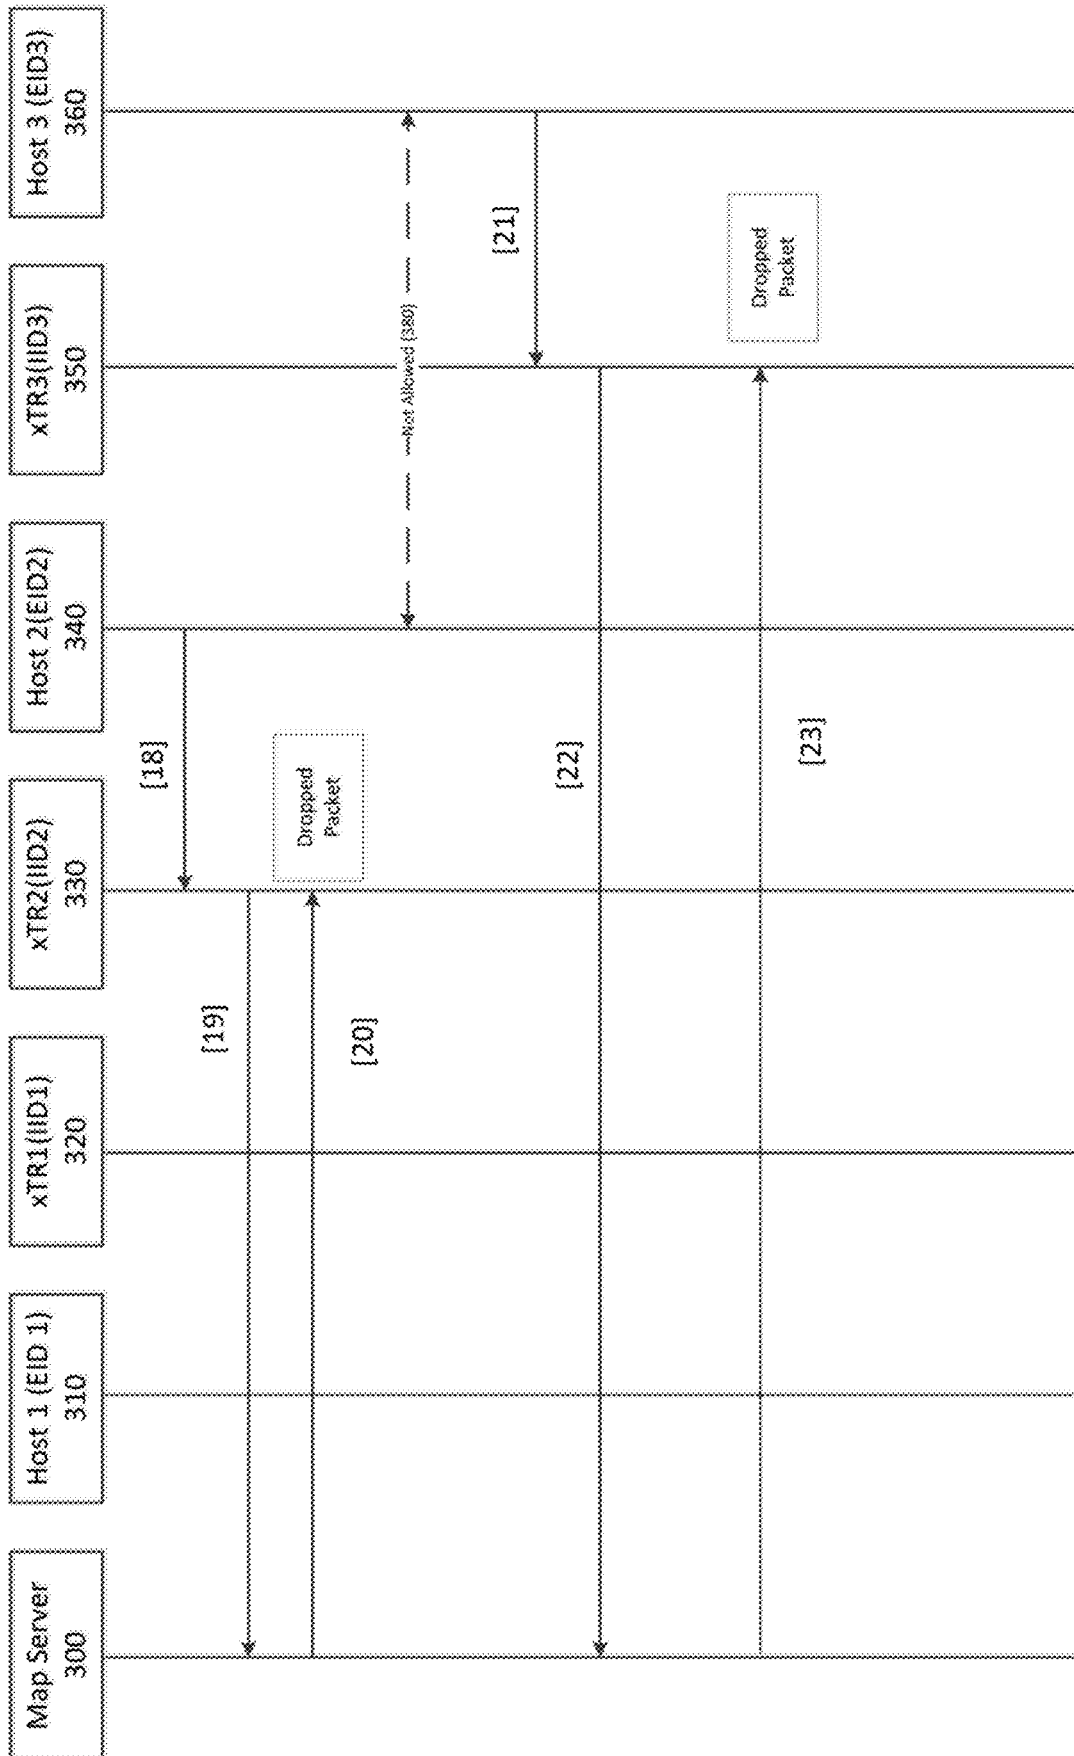 Map Server
300
Host 1 (EID 1)
310
xTR1(IID1)
320
xTR2(IID2)
330
Host 2(EID2)
340
xTR3(IID3)
350
Host 3 (EID3)
360
[18]
[19]
Dropped
Packet
[20]
Not Allowed (380)
[21]
[22]
Dropped
Packet
[23]